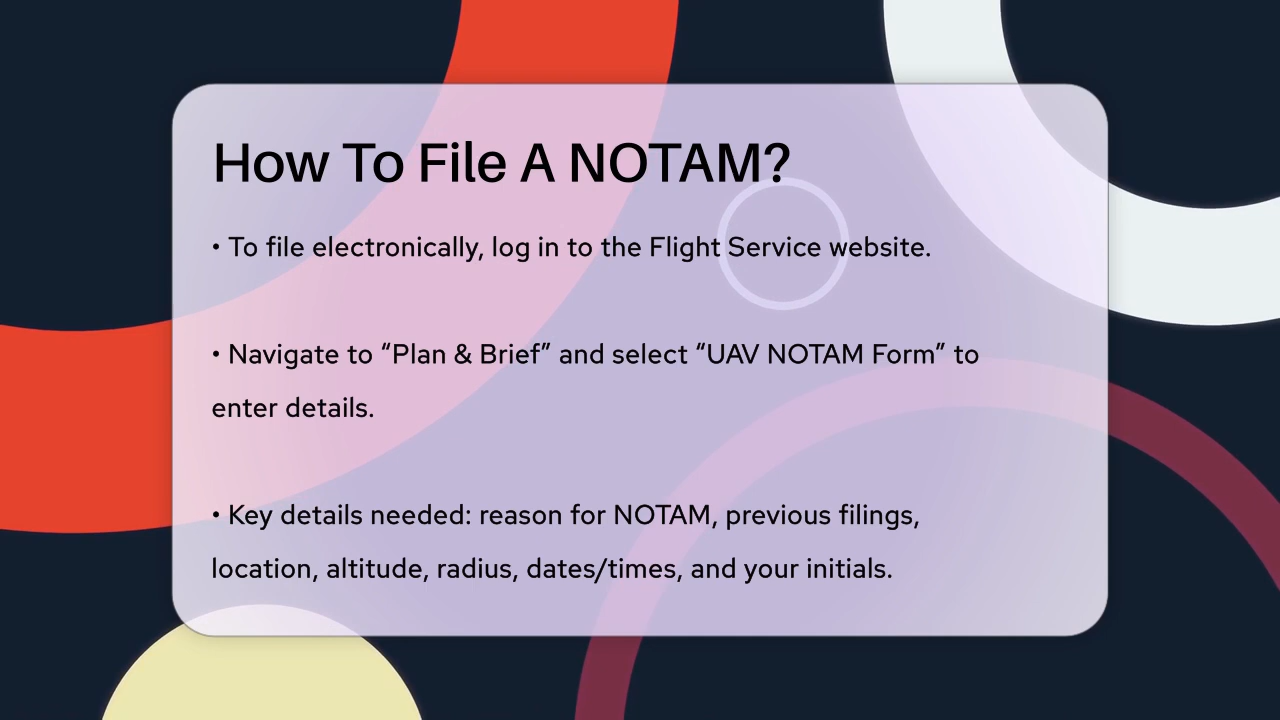 How To File A NOTAM?
• To file electronically, log in to the Flight Service website.
• Navigate to “Plan & Brief” and select “UAV NOTAM Form” to
enter details.
• Key details needed: reason for NOTAM, previous filings,
location, altitude, radius, dates/times, and your initials.